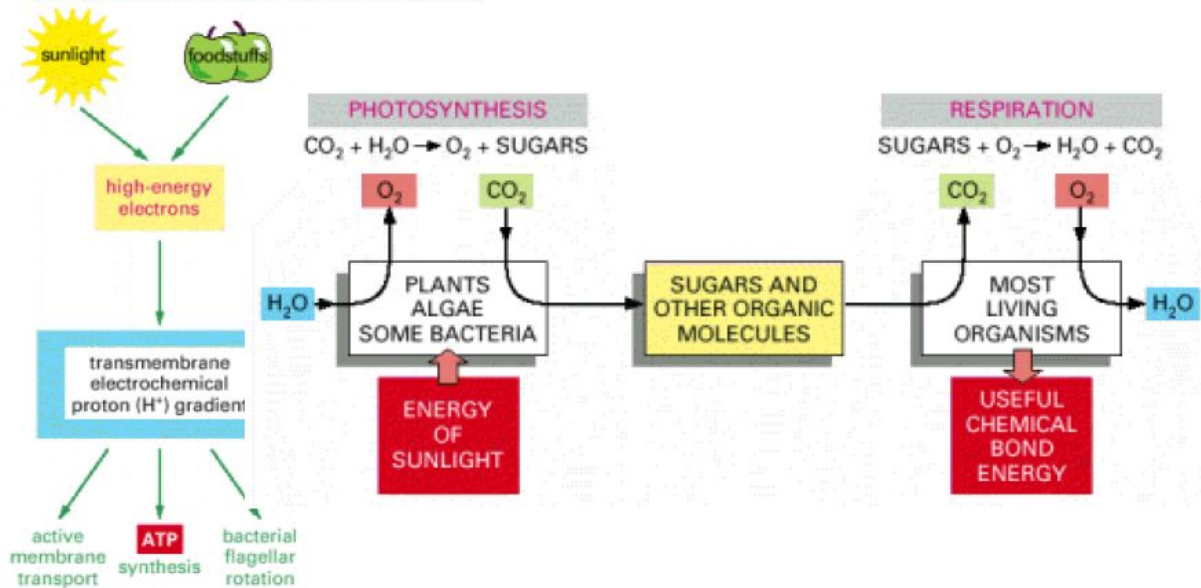 sunlight
foodstuffs
high-energy
electrons
transmembrane
electrochemical
proton (H⁺) gradient
active
membrane
transport
ATP
synthesis
bacterial
flagellar
rotation
PHOTOSYNTHESIS
CO₂ + H₂O → O₂ + SUGARS
O₂
CO₂
H₂O
PLANTS
ALGAE
SOME BACTERIA
ENERGY
OF
SUNLIGHT
SUGARS AND
OTHER ORGANIC
MOLECULES
RESPIRATION
SUGARS + O₂ → H₂O + CO₂
CO₂
O₂
MOST
LIVING
ORGANISMS
H₂O
USEFUL
CHEMICAL
BOND
ENERGY